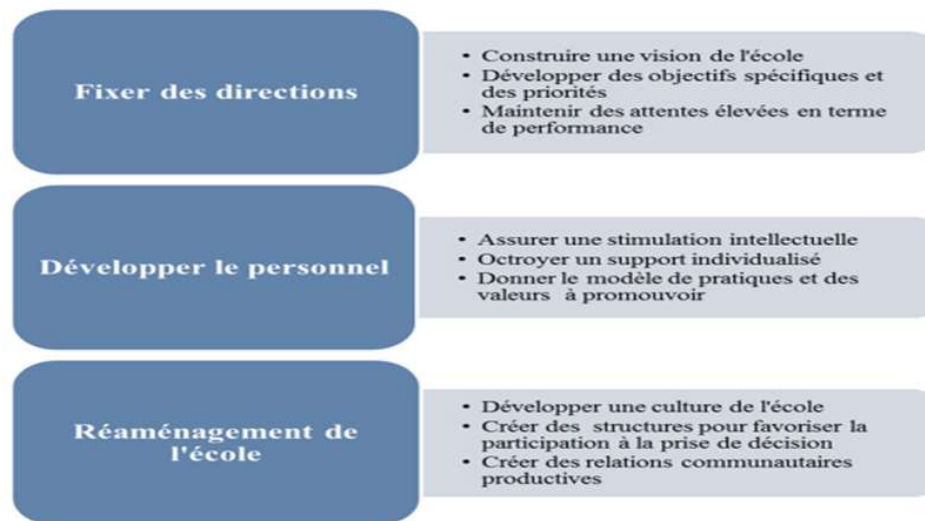 Fixer des directions
• Construire une vision de l'école
• Développer des objectifs spécifiques et
des priorités
• Maintenir des attentes élevées en terme
de performance
Développer le personnel
• Assurer une stimulation intellectuelle
• Octroyer un support individualisé
• Donner le modèle de pratiques et des
valeurs à promouvoir
Réaménagement de
l'école
• Développer une culture de l'école
• Créer des structures pour favoriser la
participation à la prise de décision
• Créer des relations communautaires
productives